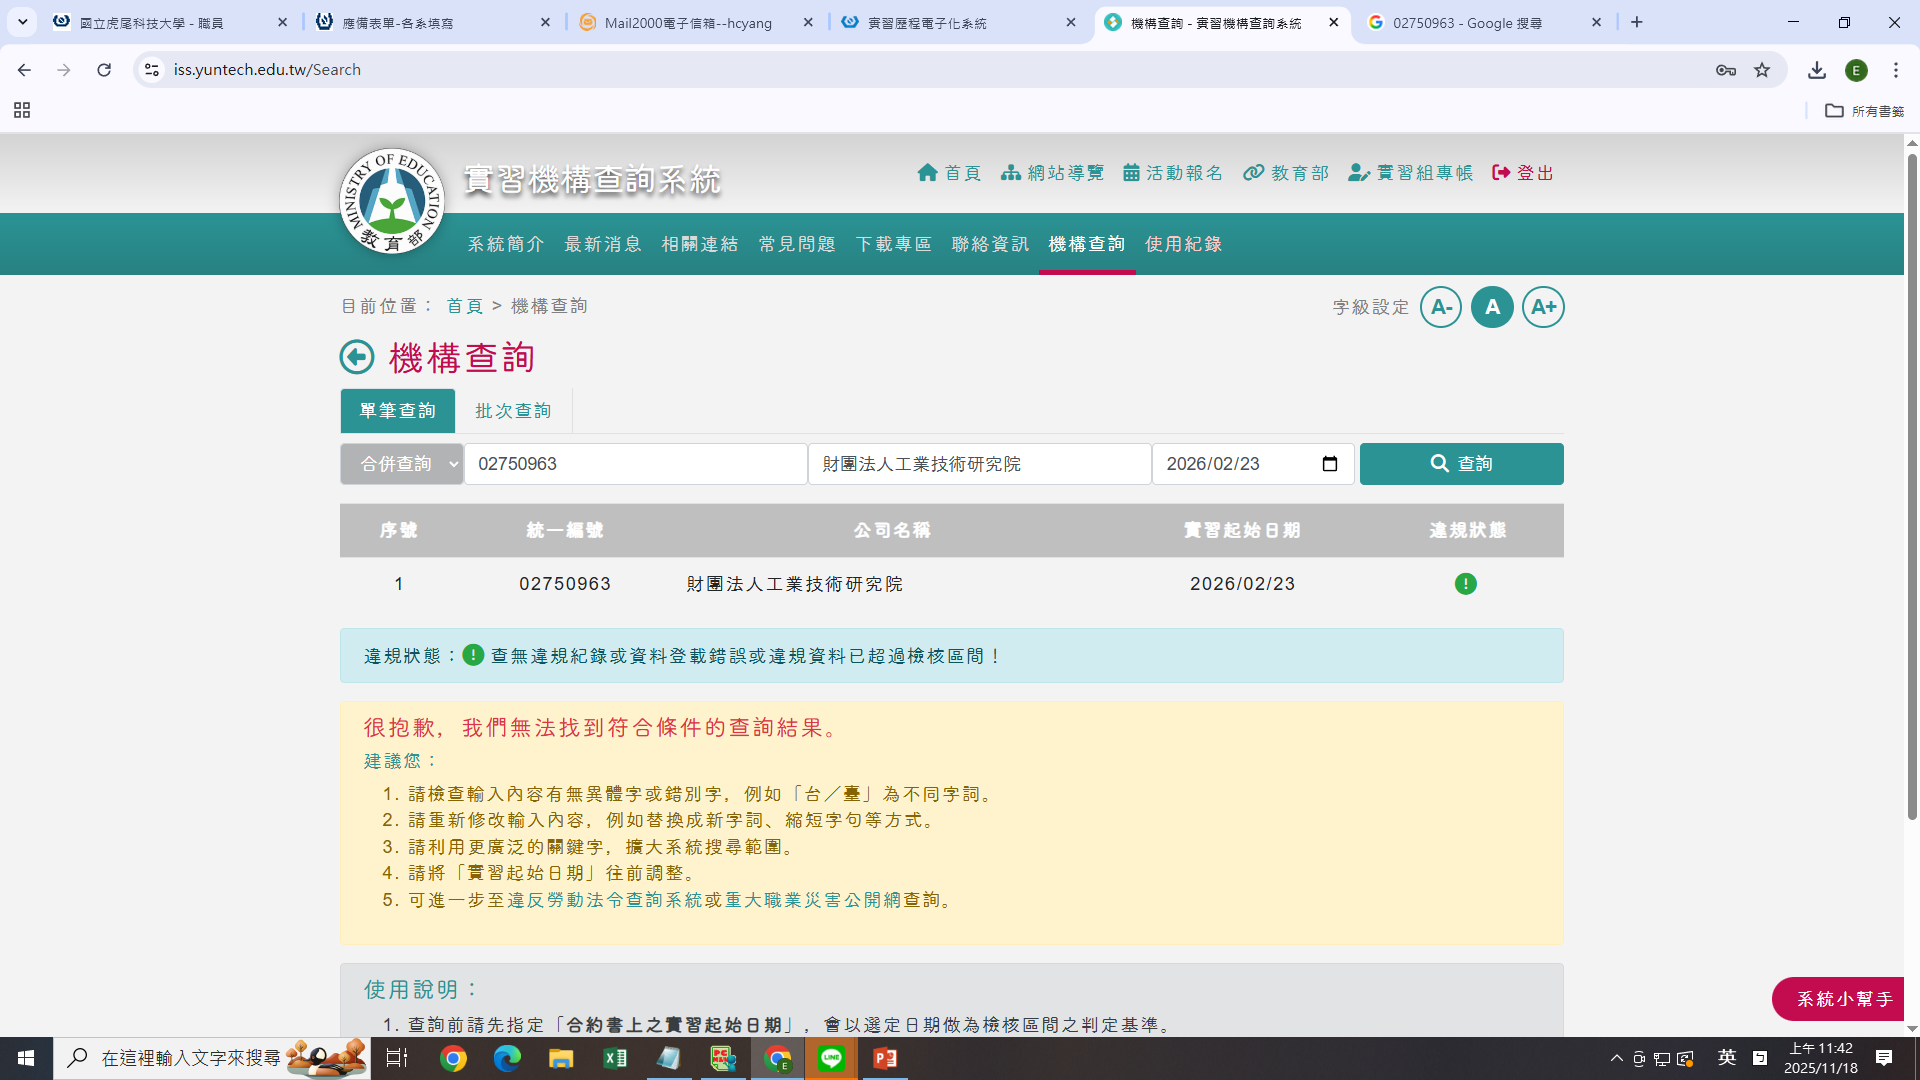 國立虎尾科技大學 - 職員
應備表單-各系填寫
Mail2000電子信箱--hcyang
實習歷程電子化系統
機構查詢 - 實習機構查詢系統
02750963 - Google 搜尋
iss.yuntech.edu.tw/Search
E
所有書籤
MINISTRY OF EDUCATION
教育部
實習機構查詢系統
首頁 網站導覽 活動報名 教育部 實習組專帳 登出
系統簡介 最新消息 相關連結 常見問題 下載專區 聯絡資訊 機構查詢 使用紀錄
目前位置： 首頁 > 機構查詢
字級設定 A- A A+
機構查詢
單筆查詢 批次查詢
合併查詢 02750963 財團法人工業技術研究院 2026/02/23 查詢
序號 統一編號 公司名稱 實習起始日期 違規狀態
1 02750963 財團法人工業技術研究院 2026/02/23
違規狀態： 查無違規紀錄或資料登載錯誤或違規資料已超過檢核區間！
很抱歉，我們無法找到符合條件的查詢結果。
建議您：
1. 請檢查輸入內容有無異體字或錯別字，例如「台／臺」為不同字詞。
2. 請重新修改輸入內容，例如替換成新字詞、縮短字句等方式。
3. 請利用更廣泛的關鍵字，擴大系統搜尋範圍。
4. 請將「實習起始日期」往前調整。
5. 可進一步至違反勞動法令查詢系統或重大職業災害公開網查詢。
使用說明：
1. 查詢前請先指定「合約書上之實習起始日期」，會以選定日期做為檢核區間之判定基準。
系統小幫手
在這裡輸入文字來搜尋
英
上午 11:42
2025/11/18